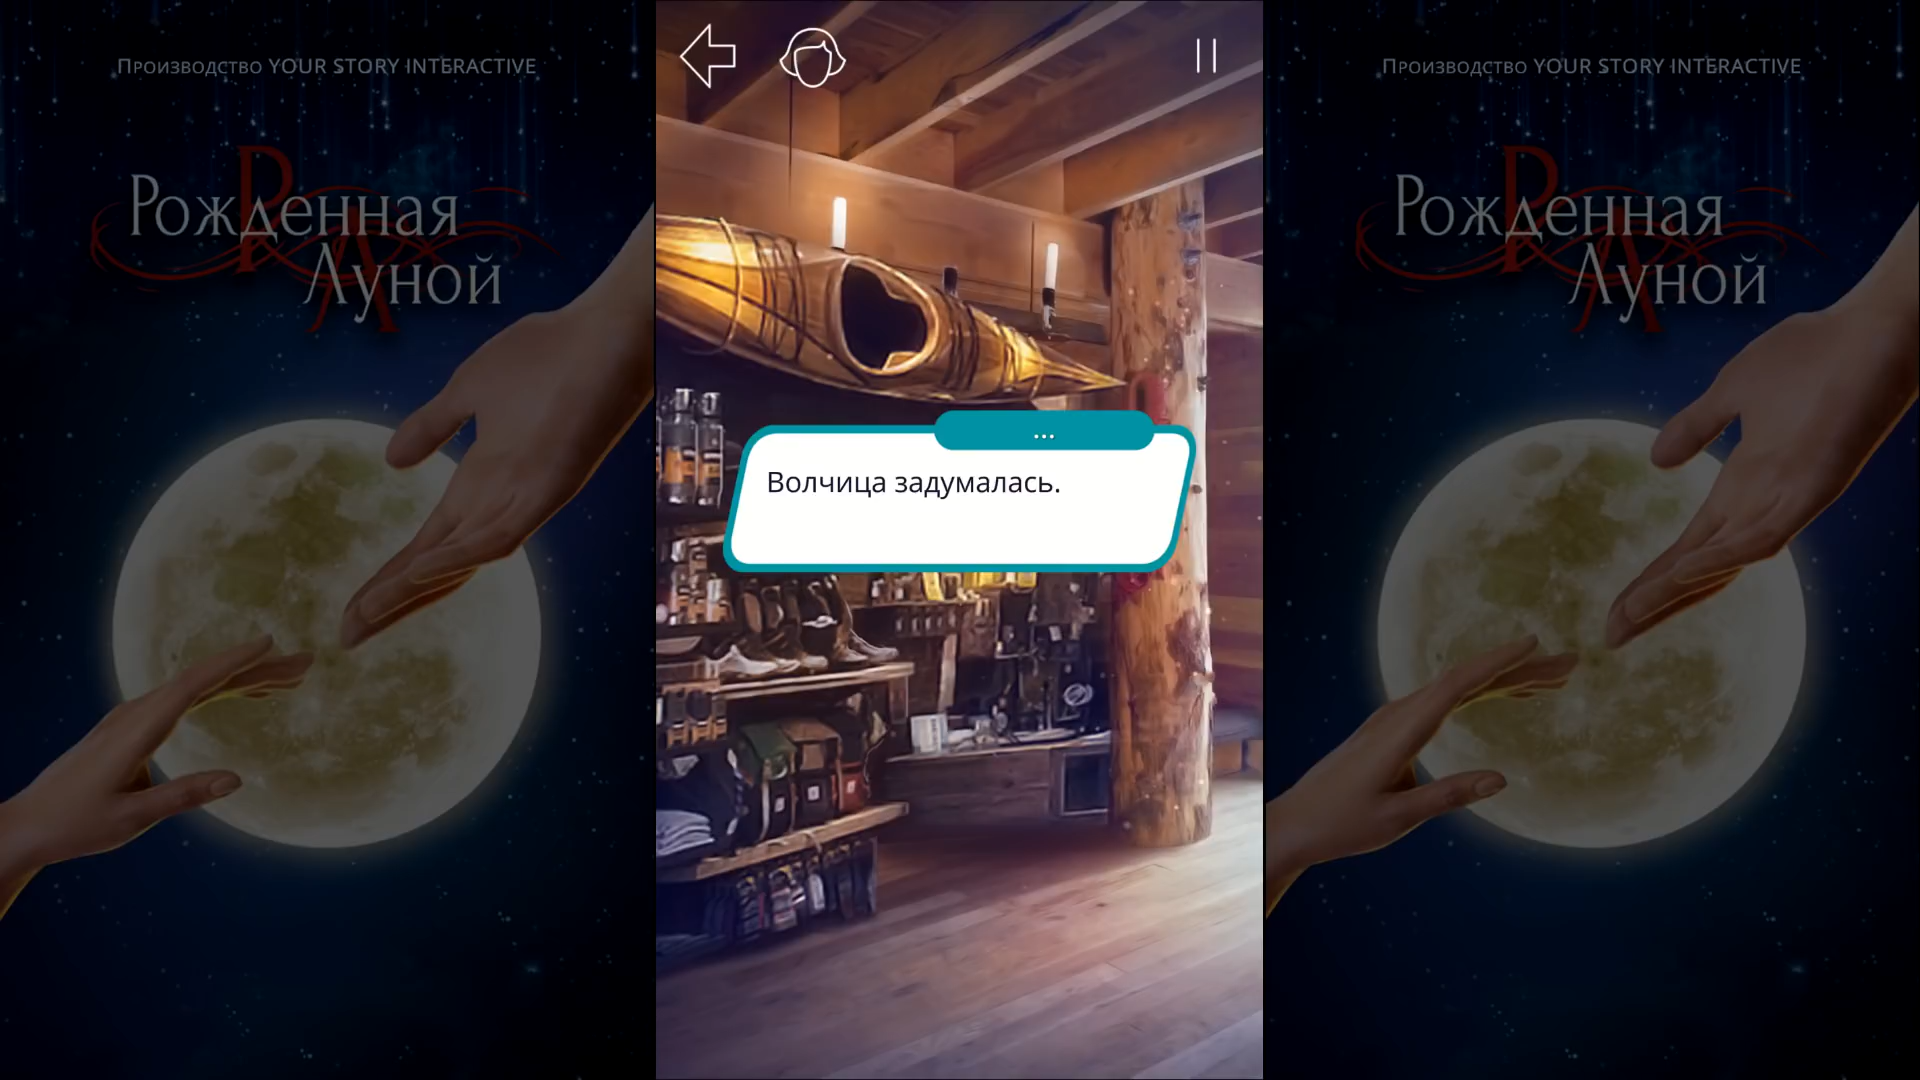 Производство YOUR STORY INTERACTIVE
Рожденная
Луной
...
Волчица задумалась.
Производство YOUR STORY INTERACTIVE
Рожденная
Луной